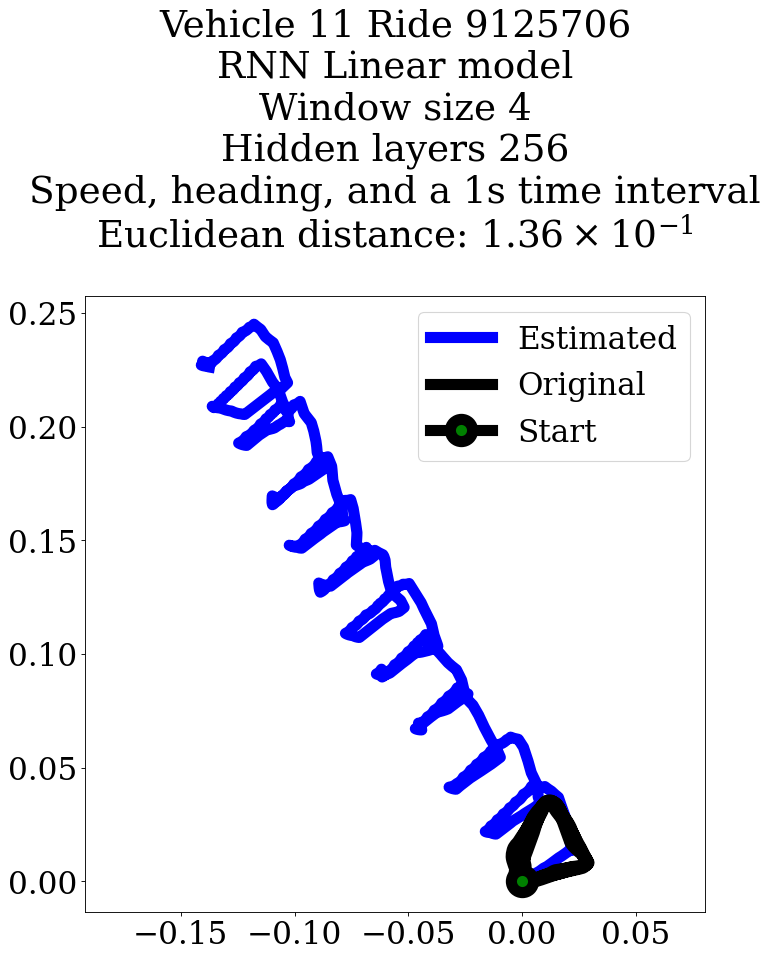 Vehicle 11 Ride 9125706
RNN Linear model
Window size 4
Hidden layers 256
Speed, heading, and a 1s time interval
Euclidean distance: 1.36 × 10⁻¹
0.25
0.20
0.15
0.10
0.05
0.00
Estimated
Original
Start
−0.15 −0.10 −0.05 0.00 0.05